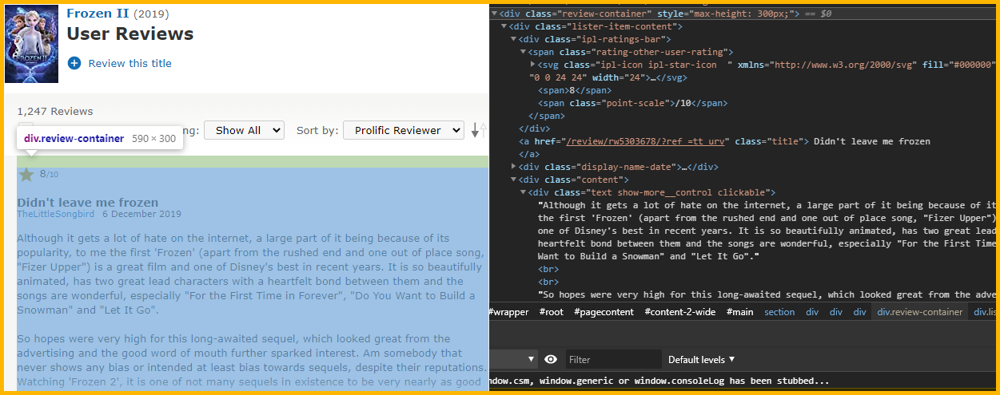 Frozen II (2019)
User Reviews
Review this title
FROZEN II
1,247 Reviews
ng: Show All Sort by: Prolific Reviewer
div.review-container 590 × 300
8/10
Didn't leave me frozen
TheLittleSongbird 6 December 2019
Although it gets a lot of hate on the internet, a large part of it being because of its
popularity, to me the first 'Frozen' (apart from the rushed end and one out of place song,
"Fizer Upper") is a great film and one of Disney's best in recent years. It is so beautifully
animated, has two great lead characters with a heartfelt bond between them and the
songs are wonderful, especially "For the First Time in Forever", "Do You Want to Build a
Snowman" and "Let It Go".
So hopes were very high for this long-awaited sequel, which looked great from the
advertising and the good word of mouth further sparked interest. Am somebody that
never shows any bias or intended at least bias towards sequels, despite their reputations.
Watching 'Frozen 2', it is one of not many sequels in existence to be very nearly as good
<div class="review-container" style="max-height: 300px;"> == $0
<div class="lister-item-content">
<div class="ipl-ratings-bar">
<span class="rating-other-user-rating">
<svg class="ipl-icon ipl-star-icon " xmlns="http://www.w3.org/2000/svg" fill="#000000"
"0 0 24 24" width="24">…</svg>
<span>8</span>
<span class="point-scale">/10</span>
</span>
</div>
<a href="/review/rw5303678/?ref_=tt_urv" class="title"> Didn't leave me frozen
</a>
<div class="display-name-date">…</div>
<div class="content">
<div class="text show-more__control clickable">
"Although it gets a lot of hate on the internet, a large part of it being because of it
the first 'Frozen' (apart from the rushed end and one out of place song, "Fizer Upper")
one of Disney's best in recent years. It is so beautifully animated, has two great lead
heartfelt bond between them and the songs are wonderful, especially "For the First Time
Want to Build a Snowman" and "Let It Go"."
<br>
<br>
"So hopes were very high for this long-awaited sequel, which looked great from the adve
#wrapper #root #pagecontent #content-2-wide #main section div div div div.review-container div.lis
Filter Default levels
ndow.csm, window.generic or window.consoleLog has been stubbed...